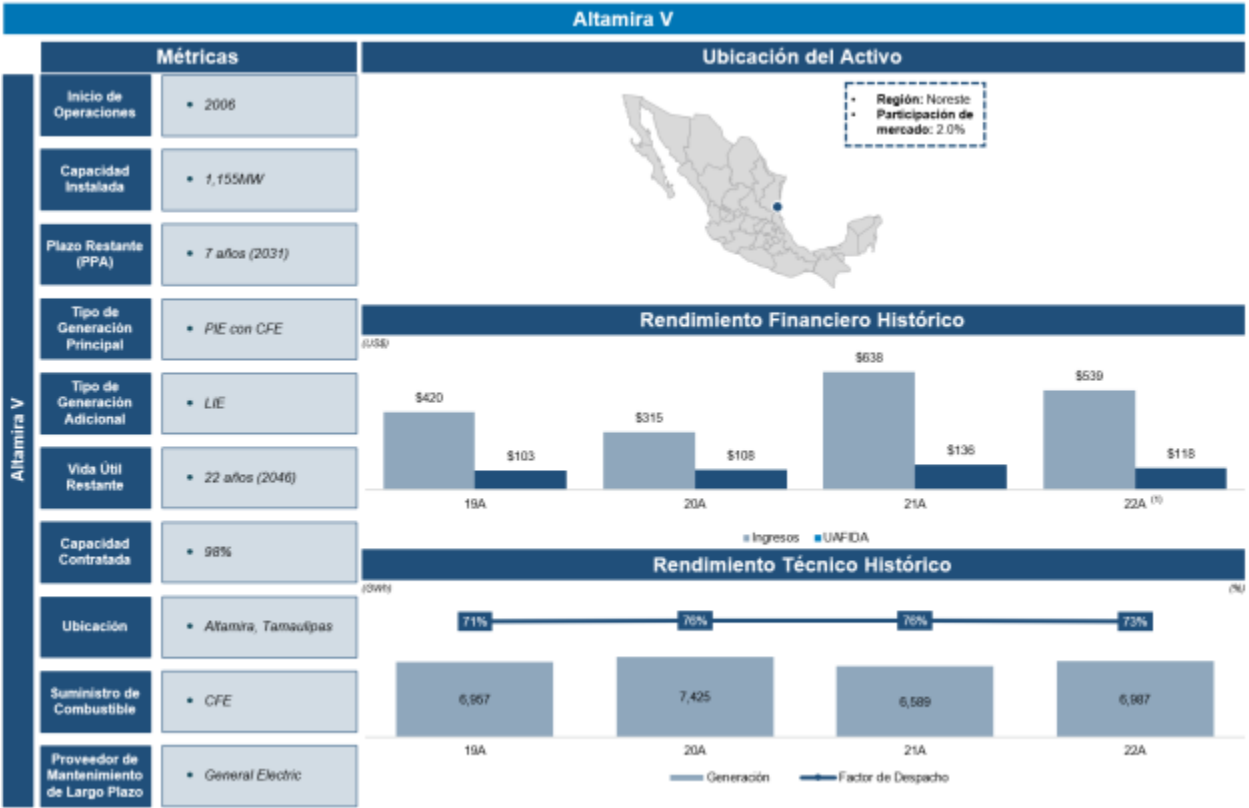 Altamira V
Métricas
Altamira V
Inicio de
Operaciones
• 2006
Capacidad
Instalada
• 1,155MW
Plazo Restante
(PPA)
• 7 años (2031)
Tipo de
Generación
Principal
• PIE con CFE
Tipo de
Generación
Adicional
• LIE
Vida Útil
Restante
• 22 años (2046)
Capacidad
Contratada
• 98%
Ubicación
• Altamira, Tamaulipas
Suministro de
Combustible
• CFE
Proveedor de
Mantenimiento
de Largo Plazo
• General Electric
Ubicación del Activo
• Región: Noreste
• Participación de
mercado: 2.0%
Rendimiento Financiero Histórico
(US$)
$420
$103
$315
$108
$638
$136
$539
$118
19A
20A
21A
22A (1)
Ingresos
UAFIDA
Rendimiento Técnico Histórico
(GWh)
(%)
71%
76%
76%
73%
6,957
7,425
6,589
6,987
19A
20A
21A
22A
Generación
Factor de Despacho